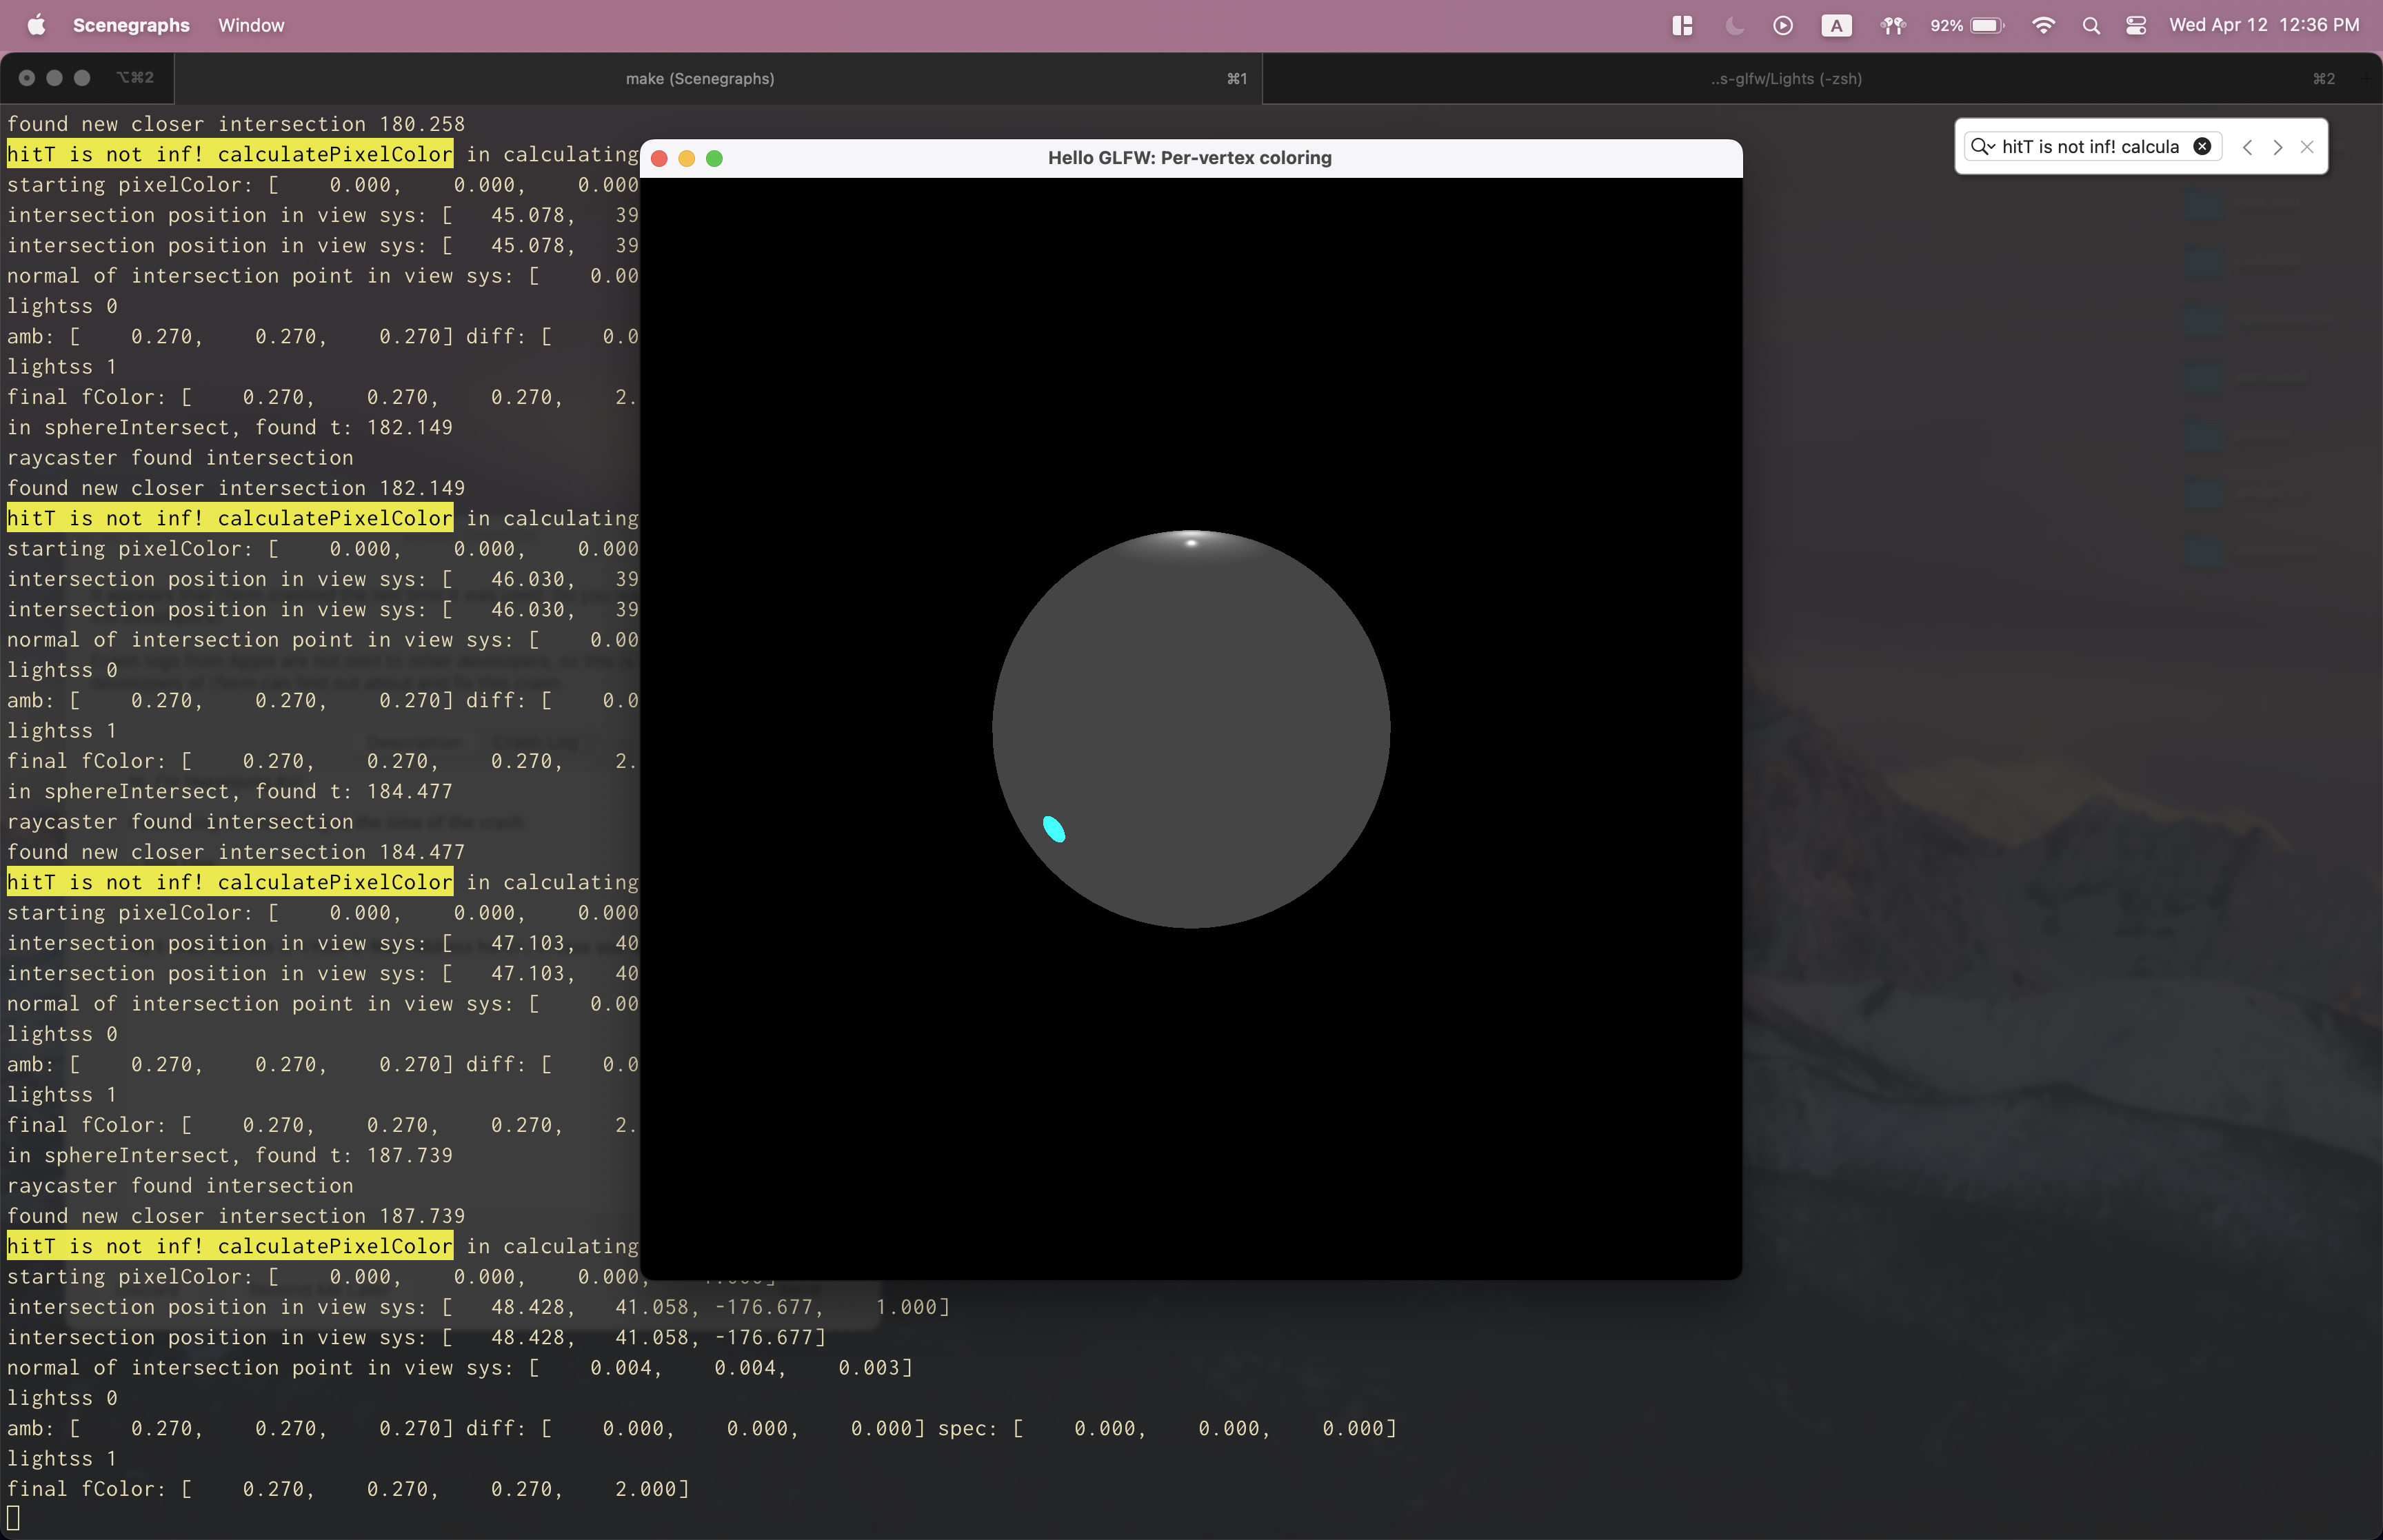 Scenegraphs Window A 92% Wed Apr 12 12:36 PM
⌥⌘2 make (Scenegraphs) ⌘1 ..s-glfw/Lights (-zsh) ⌘2
found new closer intersection 180.258
hitT is not inf! calculatePixelColor in calculating
starting pixelColor: [ 0.000, 0.000, 0.000
intersection position in view sys: [ 45.078, 39
intersection position in view sys: [ 45.078, 39
normal of intersection point in view sys: [ 0.00
lightss 0
amb: [ 0.270, 0.270, 0.270] diff: [ 0.0
lightss 1
final fColor: [ 0.270, 0.270, 0.270, 2.
in sphereIntersect, found t: 182.149
raycaster found intersection
found new closer intersection 182.149
hitT is not inf! calculatePixelColor in calculating
starting pixelColor: [ 0.000, 0.000, 0.000
intersection position in view sys: [ 46.030, 39
intersection position in view sys: [ 46.030, 39
normal of intersection point in view sys: [ 0.00
lightss 0
amb: [ 0.270, 0.270, 0.270] diff: [ 0.0
lightss 1
final fColor: [ 0.270, 0.270, 0.270, 2.
in sphereIntersect, found t: 184.477
raycaster found intersection
found new closer intersection 184.477
hitT is not inf! calculatePixelColor in calculating
starting pixelColor: [ 0.000, 0.000, 0.000
intersection position in view sys: [ 47.103, 40
intersection position in view sys: [ 47.103, 40
normal of intersection point in view sys: [ 0.00
lightss 0
amb: [ 0.270, 0.270, 0.270] diff: [ 0.0
lightss 1
final fColor: [ 0.270, 0.270, 0.270, 2.
in sphereIntersect, found t: 187.739
raycaster found intersection
found new closer intersection 187.739
hitT is not inf! calculatePixelColor in calculating
starting pixelColor: [ 0.000, 0.000, 0.000,
intersection position in view sys: [ 48.428, 41.058, -176.677, 1.000]
intersection position in view sys: [ 48.428, 41.058, -176.677]
normal of intersection point in view sys: [ 0.004, 0.004, 0.003]
lightss 0
amb: [ 0.270, 0.270, 0.270] diff: [ 0.000, 0.000, 0.000] spec: [ 0.000, 0.000, 0.000]
lightss 1
final fColor: [ 0.270, 0.270, 0.270, 2.000]
Hello GLFW: Per-vertex coloring
hitT is not inf! calcula